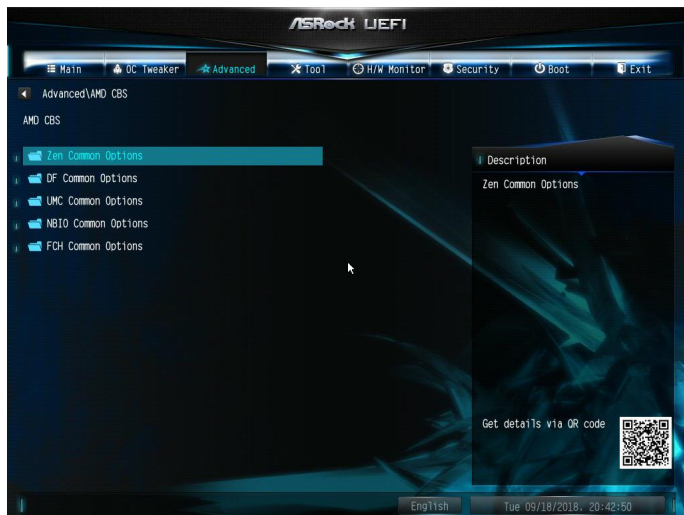 ASRock UEFI
Main OC Tweaker Advanced Tool H/W Monitor Security Boot Exit
Advanced\AMD CBS
AMD CBS
Zen Common Options
DF Common Options
UMC Common Options
NBIO Common Options
FCH Common Options
Description
Zen Common Options
Get details via QR code
English
Tue 09/18/2018. 20:42:50